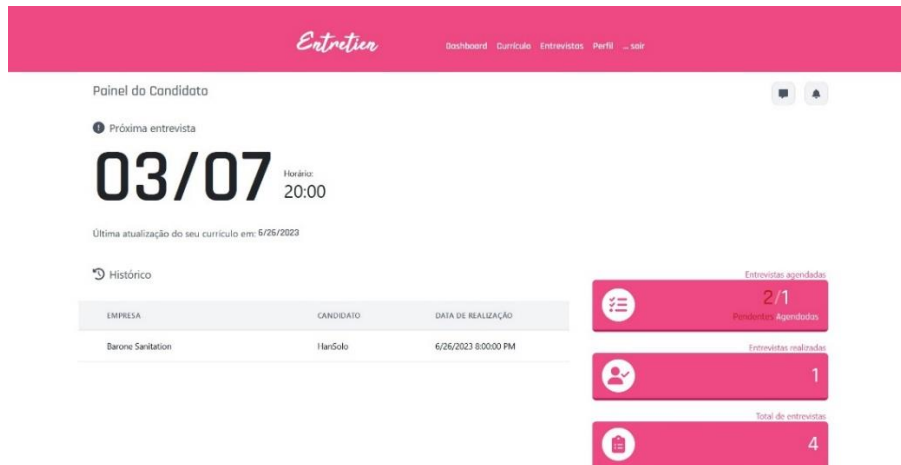 Entretien
Dashboard Currículo Entrevistas Perfil ... sair
Painel do Candidato
Próxima entrevista
03/07
Horário:
20:00
Última atualização do seu currículo em: 6/26/2023
Histórico
EMPRESA CANDIDATO DATA DE REALIZAÇÃO
Barone Sanitation HanSolo 6/26/2023 8:00:00 PM
Entrevistas agendadas
2/1
Pendentes Agendadas
Entrevistas realizadas
1
Total de entrevistas
4